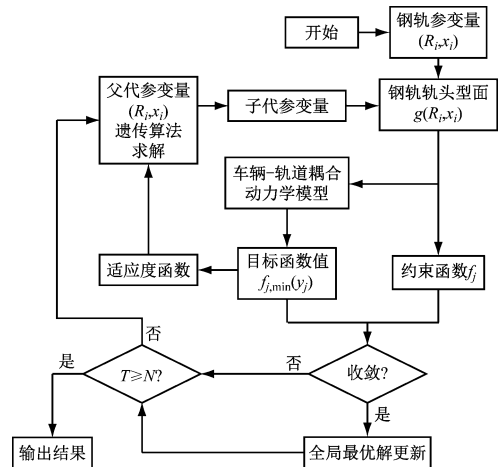 开始
钢轨参变量
(Ri,xi)
父代参变量
(Ri,xi)
遗传算法
求解
子代参变量
钢轨轨头型面
g(Ri,xi)
车辆-轨道耦合
动力学模型
适应度函数
目标函数值
fj,min(yj)
约束函数fj
否
是
T≥N?
否
收敛?
是
输出结果
全局最优解更新